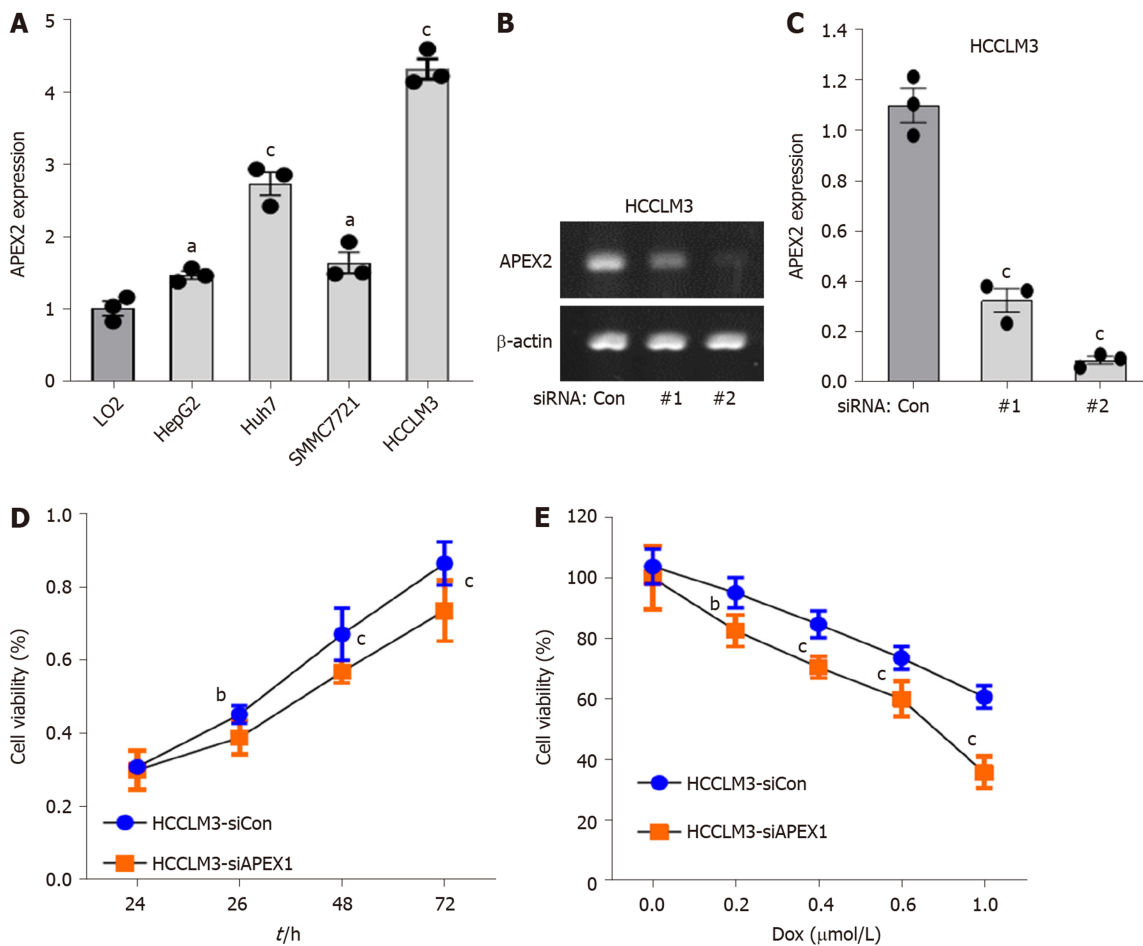 A
APEX2 expression
5
4
3
2
1
0
a
c
a
c
LO2
HepG2
Huh7
SMMC7721
HCCLM3
B
HCCLM3
APEX2
β-actin
siRNA: Con #1 #2
C
HCCLM3
APEX2 expression
1.4
1.2
1.0
0.8
0.6
0.4
0.2
0.0
c
c
siRNA: Con #1 #2
D
Cell viability (%)
1.0
0.8
0.6
0.4
0.2
0.0
b
c
c
HCCLM3-siCon
HCCLM3-siAPEX1
24 26 48 72
t/h
E
Cell viability (%)
120
100
80
60
40
20
0
b
c
c
c
HCCLM3-siCon
HCCLM3-siAPEX1
0.0 0.2 0.4 0.6 1.0
Dox (μmol/L)